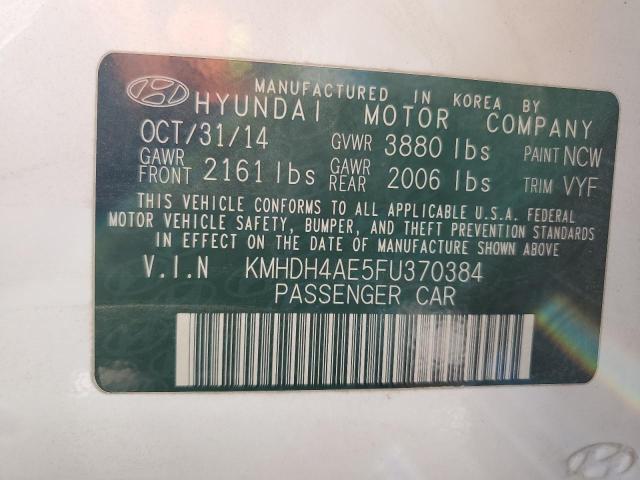 MANUFACTURED IN KOREA BY
HYUNDAI MOTOR COMPANY
OCT/31/14 GVWR 3880 lbs PAINT NCW
GAWR FRONT 2161 lbs GAWR REAR 2006 lbs TRIM VYF
THIS VEHICLE CONFORMS TO ALL APPLICABLE U.S.A. FEDERAL
MOTOR VEHICLE SAFETY, BUMPER, AND THEFT PREVENTION STANDARDS
IN EFFECT ON THE DATE OF MANUFACTURE SHOWN ABOVE.
V.I.N KMHDH4AE5FU370384
PASSENGER CAR